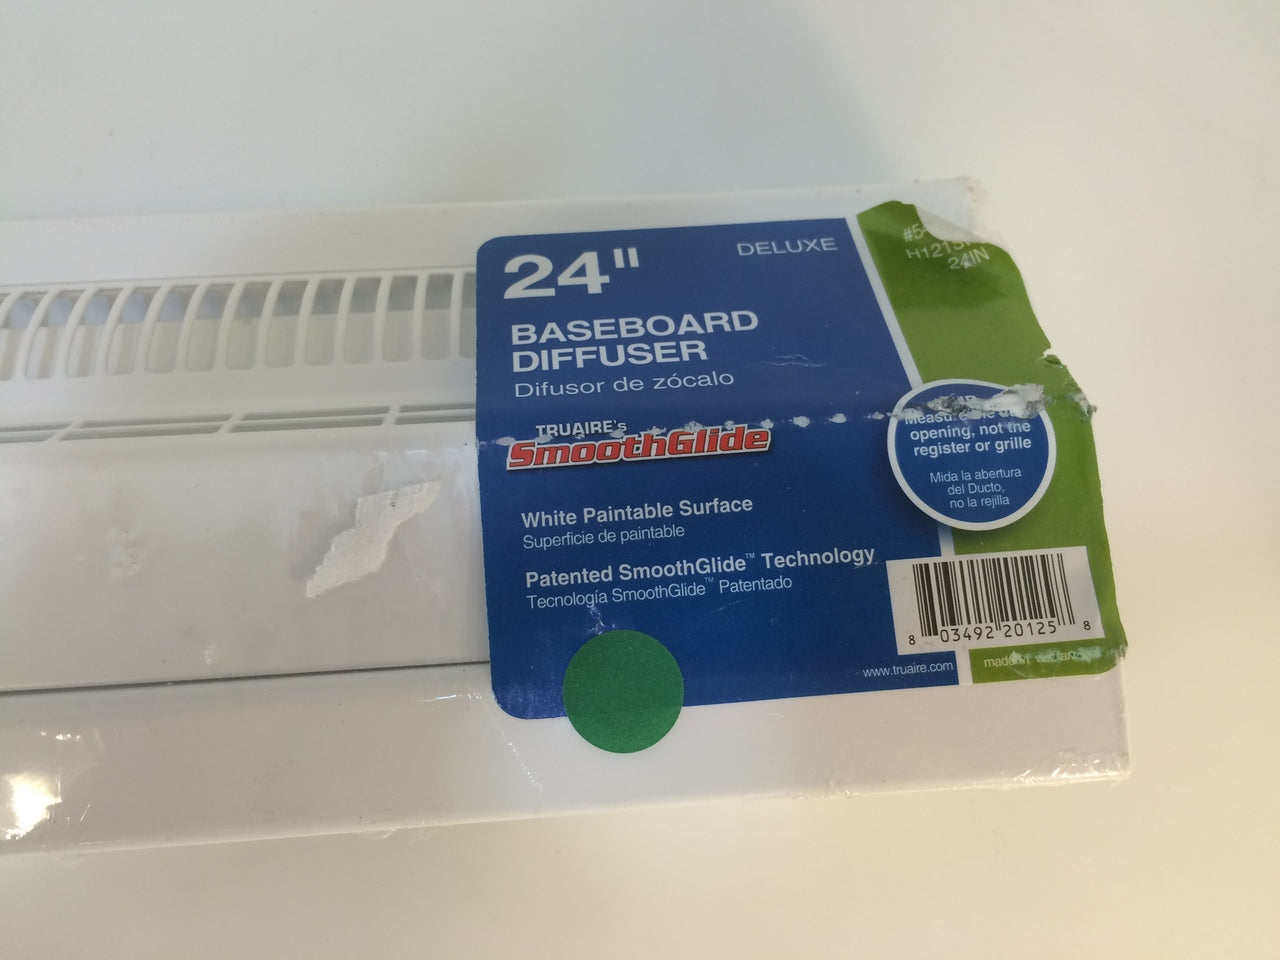 24"
DELUXE
BASEBOARD
DIFFUSER
Difusor de zócalo
TRUAIRE's
SmoothGlide
White Paintable Surface
Superficie de paintable
Patented SmoothGlide™ Technology
Tecnología SmoothGlide™ Patentado
www.truaire.com
24IN
opening, not the
register or grille
Mida la abertura
del Ducto,
no la rejilla
8 03492 20125 8
made in